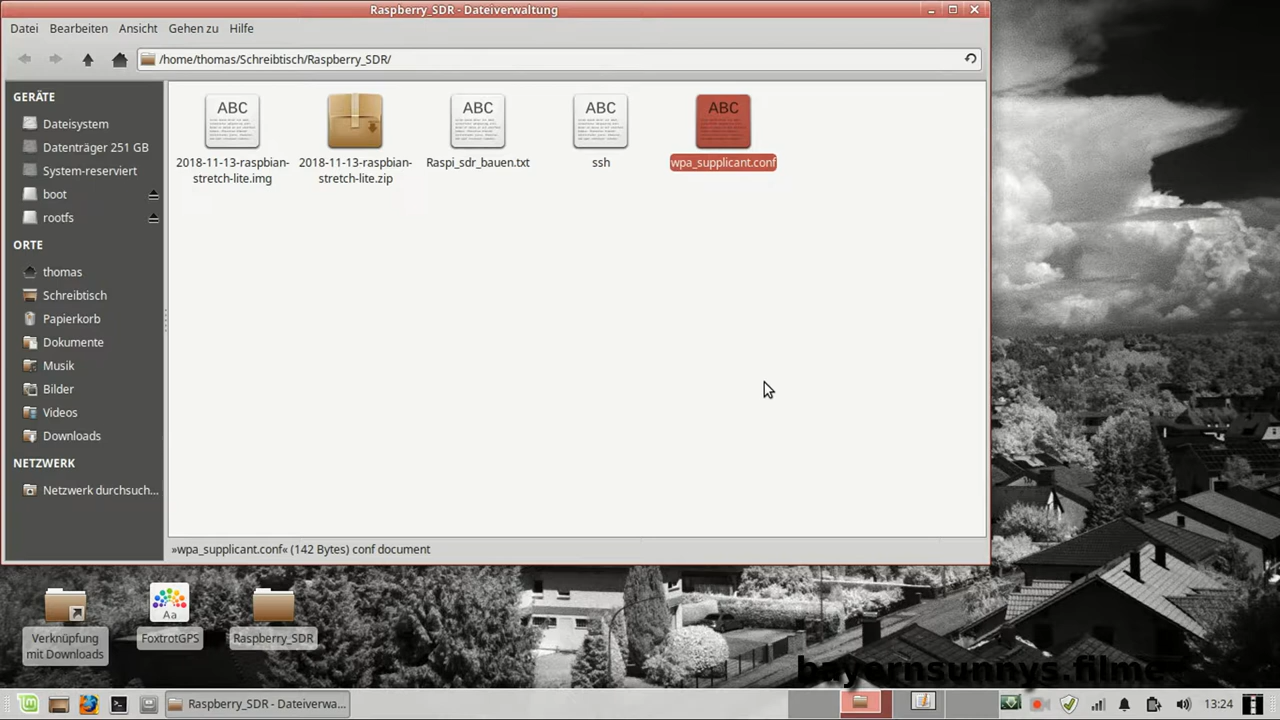 Raspberry_SDR - Dateiverwaltung
Datei Bearbeiten Ansicht Gehen zu Hilfe
/home/thomas/Schreibtisch/Raspberry_SDR/
GERÄTE
Dateisystem
Datenträger 251 GB
System-reserviert
boot
rootfs
ORTE
thomas
Schreibtisch
Papierkorb
Dokumente
Musik
Bilder
Videos
Downloads
NETZWERK
Netzwerk durchsuch...
ABC
2018-11-13-raspbian-
stretch-lite.img
2018-11-13-raspbian-
stretch-lite.zip
ABC
Raspi_sdr_bauen.txt
ABC
ssh
ABC
wpa_supplicant.conf
»wpa_supplicant.conf« (142 Bytes) conf document
Verknüpfung
mit Downloads
Aa
FoxtrotGPS
Raspberry_SDR
bayernsunnys.filme
Raspberry_SDR - Dateiverwa...
13:24